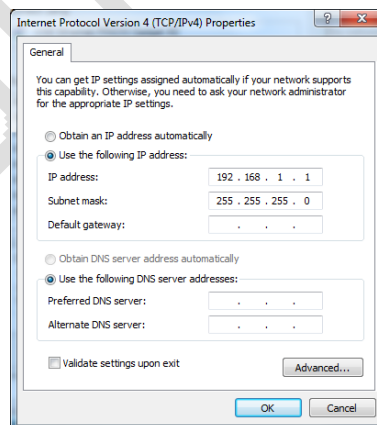 Internet Protocol Version 4 (TCP/IPv4) Properties
General
You can get IP settings assigned automatically if your network supports
this capability. Otherwise, you need to ask your network administrator
for the appropriate IP settings.
Obtain an IP address automatically
Use the following IP address:
IP address: 192 . 168 . 1 . 1
Subnet mask: 255 . 255 . 255 . 0
Default gateway: . . .
Obtain DNS server address automatically
Use the following DNS server addresses:
Preferred DNS server: . . .
Alternate DNS server: . . .
Validate settings upon exit
Advanced...
OK Cancel